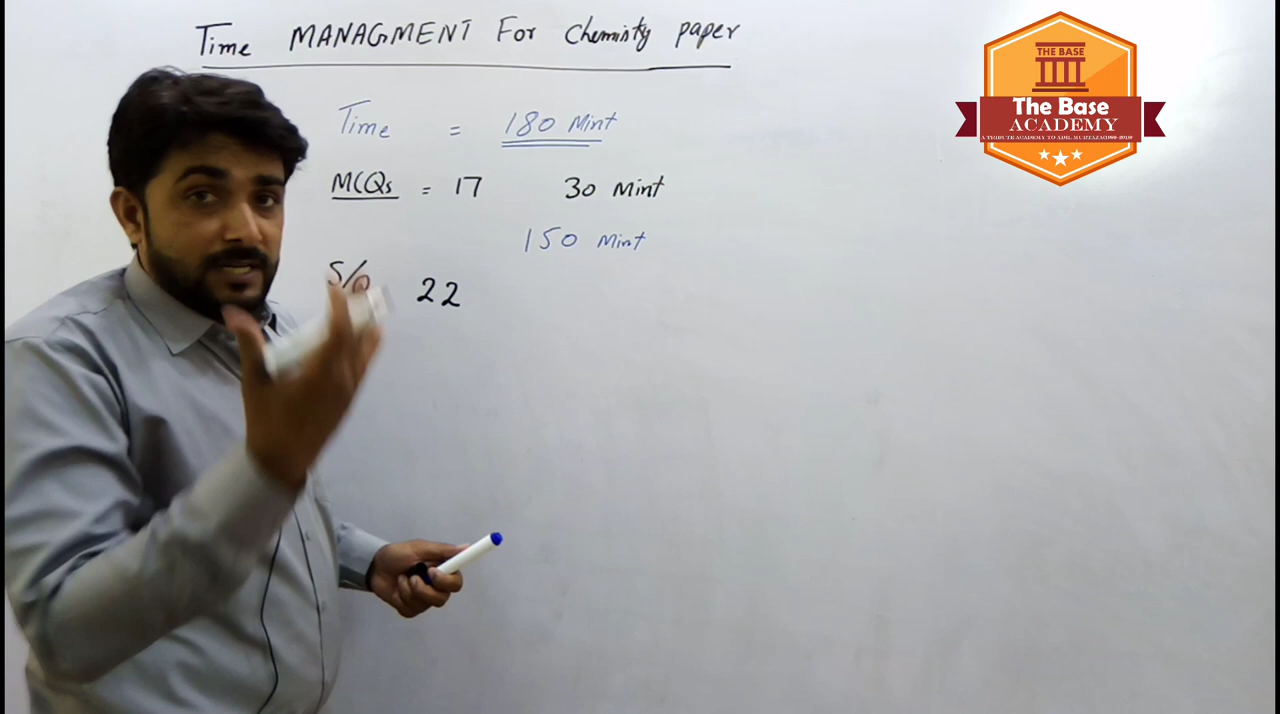 Time MANAGMENT For Chemisty paper
Time = 180 Mint
MCQs = 17 30 Mint
150 Mint
S/Q 22
THE BASE
The Base
ACADEMY